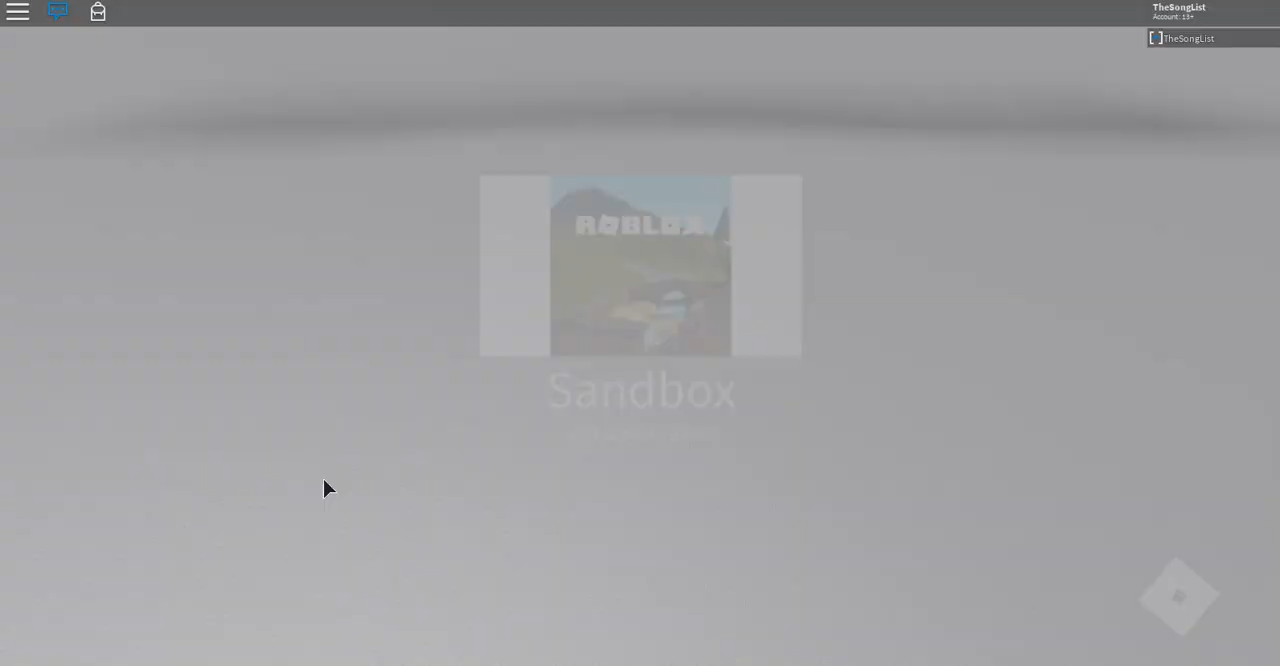 TheSongList
Account: 13+
TheSongList
ROBLOX
Sandbox